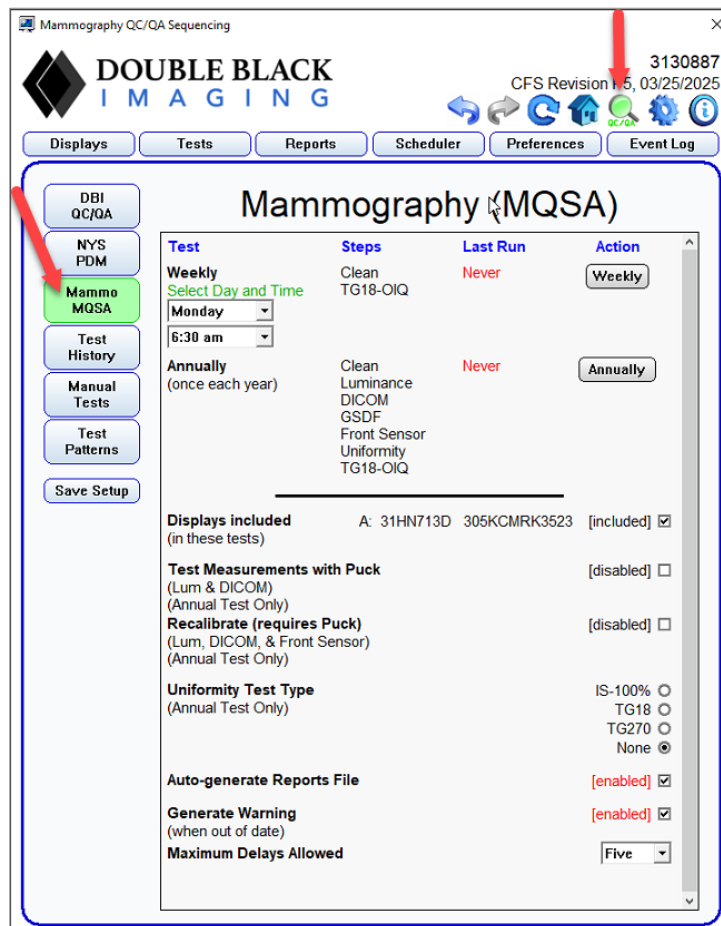 Mammography QC/QA Sequencing
DOUBLE BLACK
IMAGING
3130887
CFS Revision 5, 03/25/2025
QC/QA
Displays Tests Reports Scheduler Preferences Event Log
DBI
QC/QA
NYS
PDM
Mammo
MQSA
Test
History
Manual
Tests
Test
Patterns
Save Setup
Mammography (MQSA)
Test Steps Last Run Action
Weekly Clean Never Weekly
Select Day and Time TG18-OIQ
Monday
6:30 am
Annually Clean Never Annually
(once each year) Luminance
DICOM
GSDF
Front Sensor
Uniformity
TG18-OIQ
Displays included A: 31HN713D 305KCMRK3523 [included]
(in these tests)
Test Measurements with Puck [disabled]
(Lum & DICOM)
(Annual Test Only)
Recalibrate (requires Puck) [disabled]
(Lum, DICOM, & Front Sensor)
(Annual Test Only)
Uniformity Test Type IS-100%
(Annual Test Only) TG18
TG270
None
Auto-generate Reports File [enabled]
Generate Warning [enabled]
(when out of date)
Maximum Delays Allowed Five